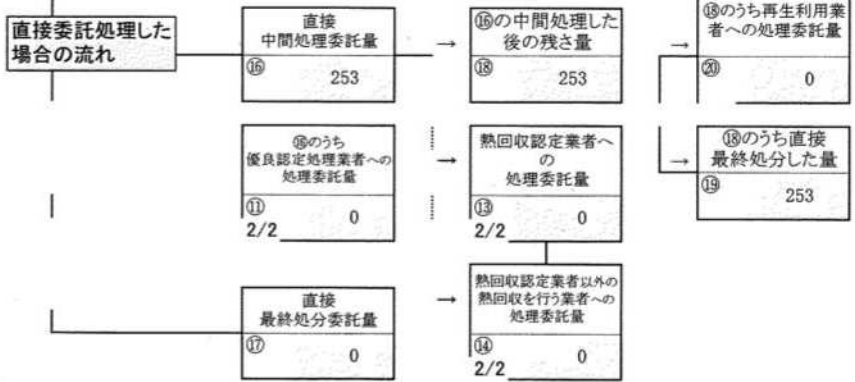 直接委託処理した
場合の流れ
直接
中間処理委託量
⑯
253
→
⑯の中間処理した
後の残さ量
⑱
253
→
⑱のうち再生利用業
者への処理委託量
⑳
0
⑯のうち
優良認定処理業者への
処理委託量
⑪
0
2/2
→
熱回収認定業者へ
の
処理委託量
⑬
0
2/2
→
⑱のうち直接
最終処分した量
⑲
253
直接
最終処分委託量
⑰
0
→
熱回収認定業者以外の
熱回収を行う業者への
処理委託量
⑭
0
2/2